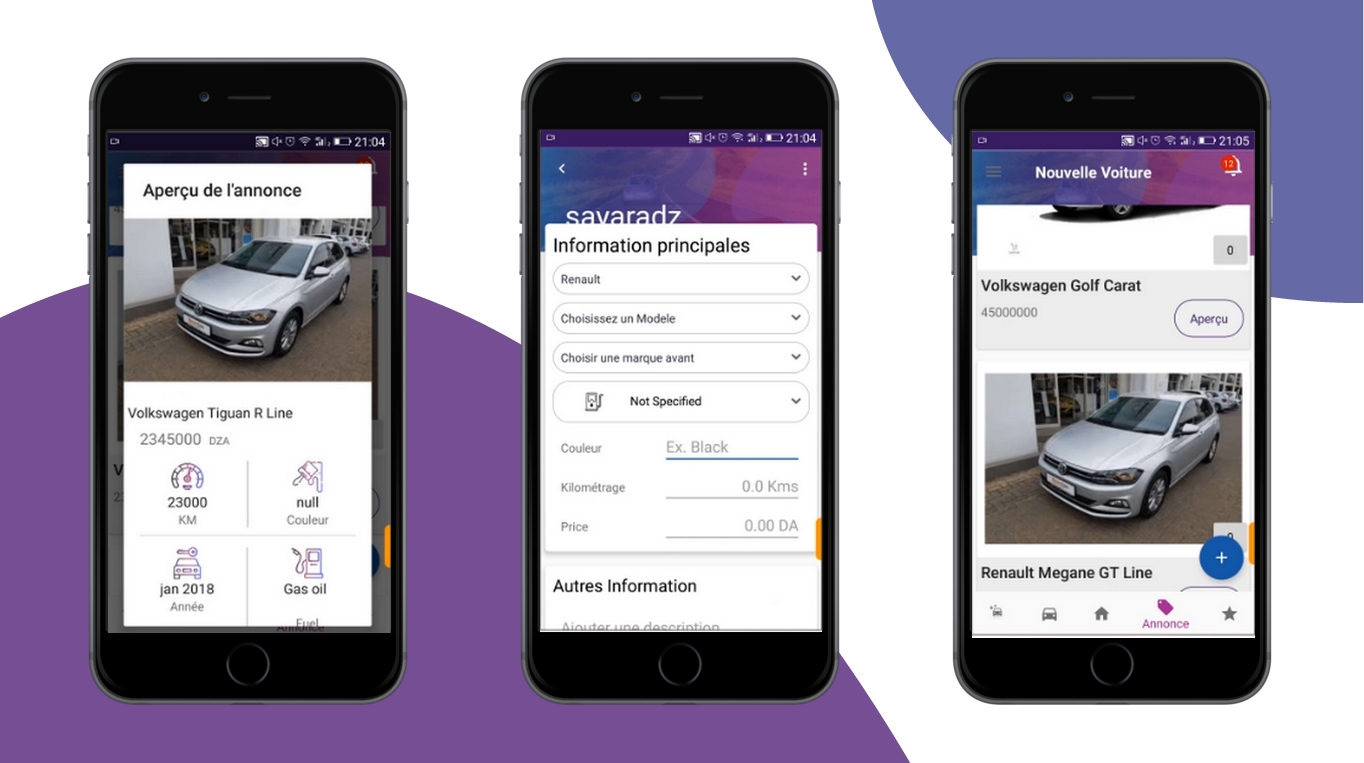 21:04
Aperçu de l'annonce
Volkswagen Tiguan R Line
2345000 DZA
23000
KM
null
Couleur
jan 2018
Année
Gas oil
Fuel
Annonce
21:04
sayaradz
Information principales
Renault
Choisissez un Modele
Choisir une marque avant
Not Specified
Couleur
Ex. Black
Kilométrage
0.0 Kms
Price
0.00 DA
Autres Information
Ajouter une description
21:05
Nouvelle Voiture
12
0
Volkswagen Golf Carat
45000000
Aperçu
0
+
Renault Megane GT Line
Annonce